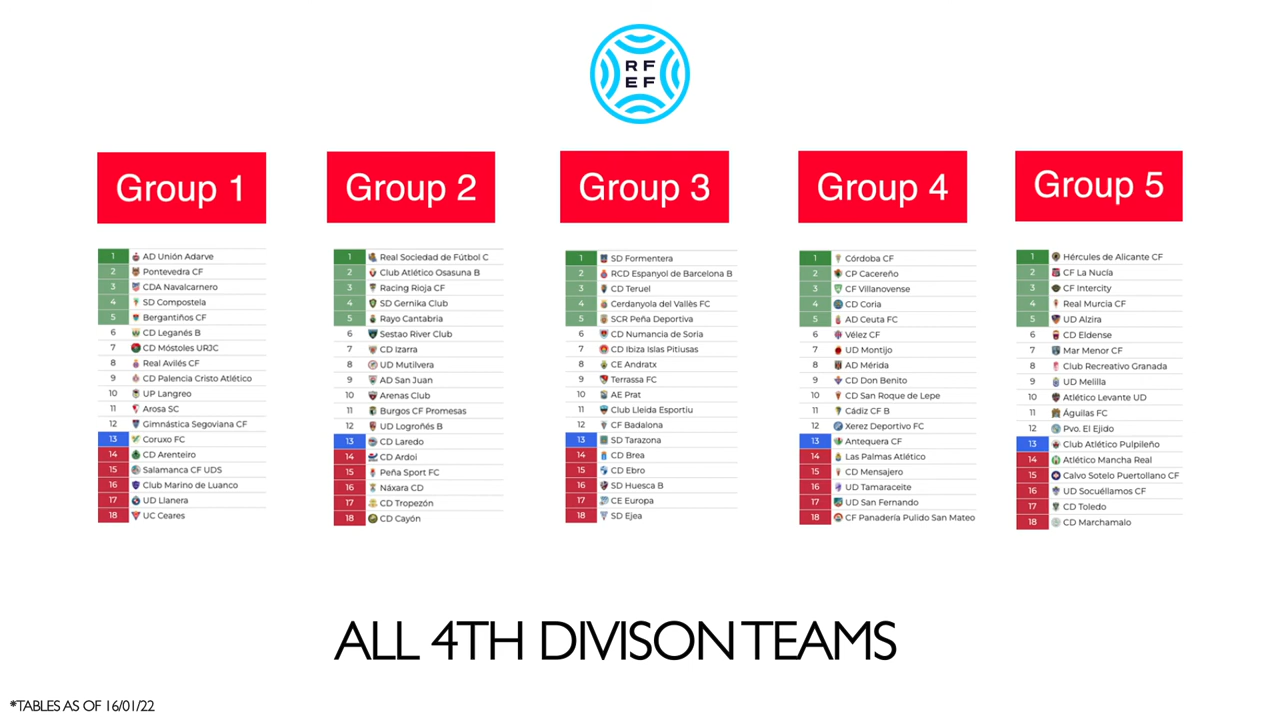 RF
EF
Group 1
Group 2
Group 3
Group 4
Group 5
1 AD Unión Adarve
2 Pontevedra CF
3 CDA Navalcarnero
4 SD Compostela
5 Bergantiños CF
6 CD Leganés B
7 CD Móstoles URJC
8 Real Avilés CF
9 CD Palencia Cristo Atlético
10 UP Langreo
11 Arosa SC
12 Gimnástica Segoviana CF
13 Coruxo FC
14 CD Arenteiro
15 Salamanca CF UDS
16 Club Marino de Luanco
17 UD Llanera
18 UC Ceares
1 Real Sociedad de Fútbol C
2 Club Atlético Osasuna B
3 Racing Rioja CF
4 SD Gernika Club
5 Rayo Cantabria
6 Sestao River Club
7 CD Izarra
8 UD Mutilvera
9 AD San Juan
10 Arenas Club
11 Burgos CF Promesas
12 UD Logroñés B
13 CD Laredo
14 CD Ardoi
15 Peña Sport FC
16 Náxara CD
17 CD Tropezón
18 CD Cayón
1 SD Formentera
2 RCD Espanyol de Barcelona B
3 CD Teruel
4 Cerdanyola del Vallès FC
5 SCR Peña Deportiva
6 CD Numancia de Soria
7 CD Ibiza Islas Pitiusas
8 CE Andratx
9 Terrassa FC
10 AE Prat
11 Club Lleida Esportiu
12 CF Badalona
13 SD Tarazona
14 CD Brea
15 CD Ebro
16 SD Huesca B
17 CE Europa
18 SD Ejea
1 Córdoba CF
2 CP Cacereño
3 CF Villanovense
4 CD Coria
5 AD Ceuta FC
6 Vélez CF
7 UD Montijo
8 AD Mérida
9 CD Don Benito
10 CD San Roque de Lepe
11 Cádiz CF B
12 Xerez Deportivo FC
13 Antequera CF
14 Las Palmas Atlético
15 CD Mensajero
16 UD Tamaraceite
17 UD San Fernando
18 CF Panadería Pulido San Mateo
1 Hércules de Alicante CF
2 CF La Nucía
3 CF Intercity
4 Real Murcia CF
5 UD Alzira
6 CD Eldense
7 Mar Menor CF
8 Club Recreativo Granada
9 UD Melilla
10 Atlético Levante UD
11 Águilas FC
12 Pvo. El Ejido
13 Club Atlético Pulpileño
14 Atlético Mancha Real
15 Calvo Sotelo Puertollano CF
16 UD Socuéllamos CF
17 CD Toledo
18 CD Marchamalo
ALL 4TH DIVISON TEAMS
*TABLES AS OF 16/01/22